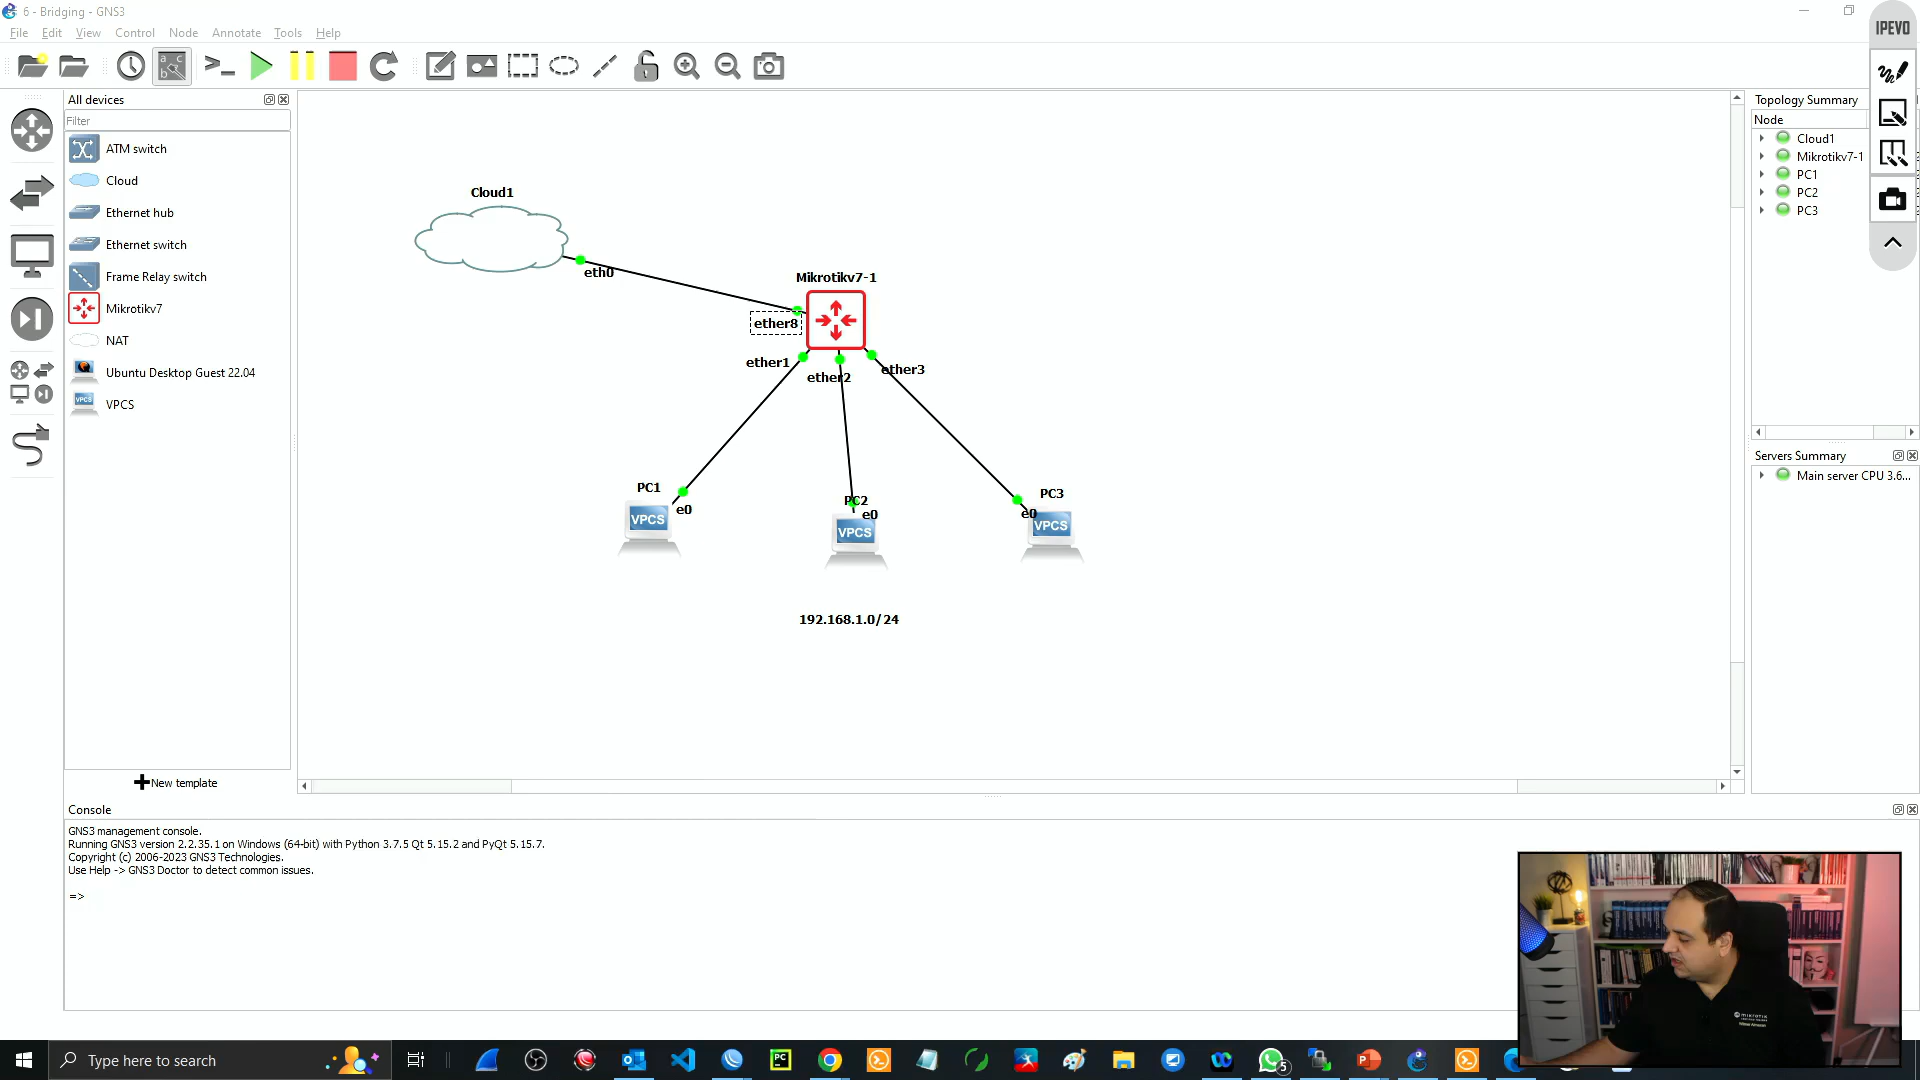 6 - Bridging - GNS3
File Edit View Control Node Annotate Tools Help
IPEVO
All devices
Filter
ATM switch
Cloud
Ethernet hub
Ethernet switch
Frame Relay switch
Mikrotikv7
NAT
Ubuntu Desktop Guest 22.04
VPCS
VPCS
New template
Cloud1
eth0
Mikrotikv7-1
ether8
ether1
ether2
ether3
PC1
e0
VPCS
PC2
e0
VPCS
PC3
e0
VPCS
192.168.1.0/24
Topology Summary
Node
Cloud1
Mikrotikv7-1
PC1
PC2
PC3
Servers Summary
Main server CPU 3.6...
Console
GNS3 management console.
Running GNS3 version 2.2.35.1 on Windows (64-bit) with Python 3.7.5 Qt 5.15.2 and PyQt 5.15.7.
Copyright (c) 2006-2023 GNS3 Technologies.
Use Help -> GNS3 Doctor to detect common issues.
=>
mikrotik
Type here to search
PC
5